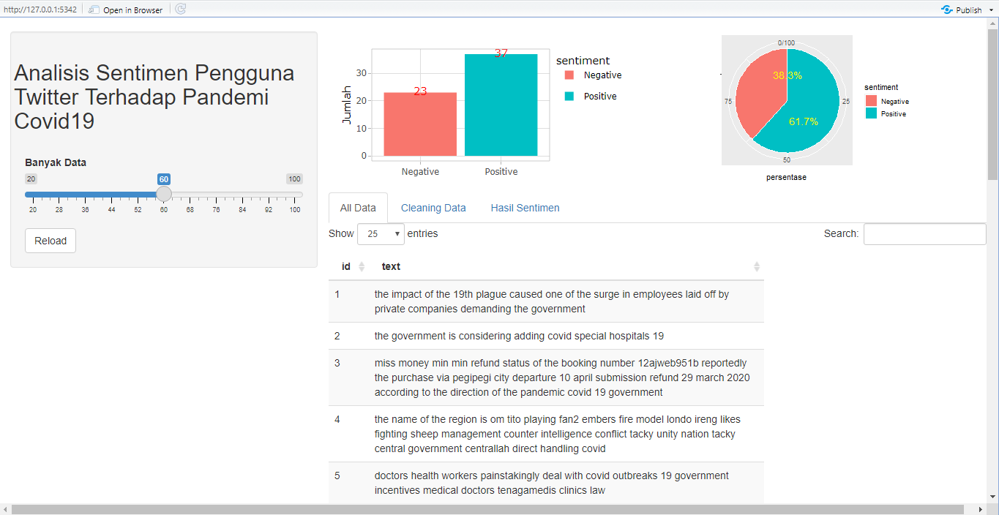 http://127.0.0.1:5342
Open in Browser
Publish
Analisis Sentimen Pengguna
Twitter Terhadap Pandemi
Covid19
Banyak Data
20 60 100
20 28 36 44 52 60 68 76 84 92 100
Reload
Jumlah
30
20
10
0
23
37
Negative
Positive
sentiment
Negative
Positive
0/100
75
25
50
38.3%
61.7%
persentase
sentiment
Negative
Positive
All Data
Cleaning Data
Hasil Sentimen
Show 25 entries
Search:
id text
1 the impact of the 19th plague caused one of the surge in employees laid off by
private companies demanding the government
2 the government is considering adding covid special hospitals 19
3 miss money min min refund status of the booking number 12ajweb951b reportedly
the purchase via pegipegi city departure 10 april submission refund 29 march 2020
according to the direction of the pandemic covid 19 government
4 the name of the region is om tito playing fan2 embers fire model londo ireng likes
fighting sheep management counter intelligence conflict tacky unity nation tacky
central government centrallah direct handling covid
5 doctors health workers painstakingly deal with covid outbreaks 19 government
incentives medical doctors tenagamedis clinics law